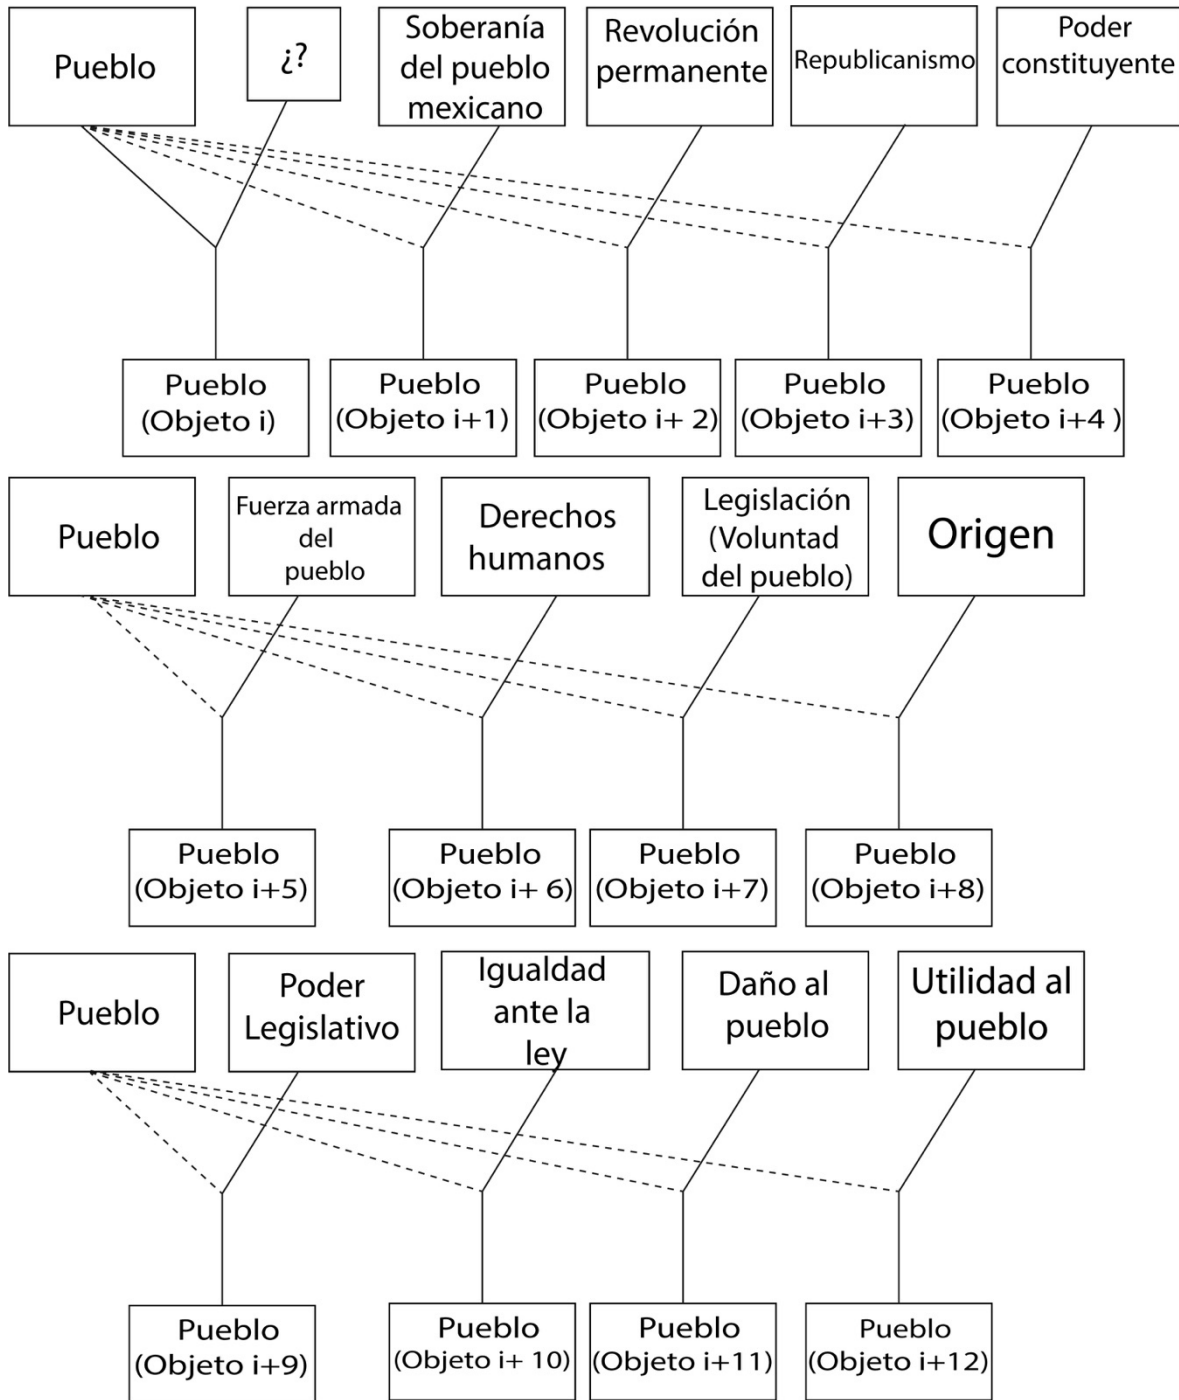 Pueblo
¿?
Soberanía
del pueblo
mexicano
Revolución
permanente
Republicanismo
Poder
constituyente
Pueblo
(Objeto i)
Pueblo
(Objeto i+1)
Pueblo
(Objeto i+ 2)
Pueblo
(Objeto i+3)
Pueblo
(Objeto i+4 )
Pueblo
Fuerza armada
del
pueblo
Derechos
humanos
Legislación
(Voluntad
del pueblo)
Origen
Pueblo
(Objeto i+5)
Pueblo
(Objeto i+ 6)
Pueblo
(Objeto i+7)
Pueblo
(Objeto i+8)
Pueblo
Poder
Legislativo
Igualdad
ante la
ley
Daño al
pueblo
Utilidad al
pueblo
Pueblo
(Objeto i+9)
Pueblo
(Objeto i+ 10)
Pueblo
(Objeto i+11)
Pueblo
(Objeto i+12)